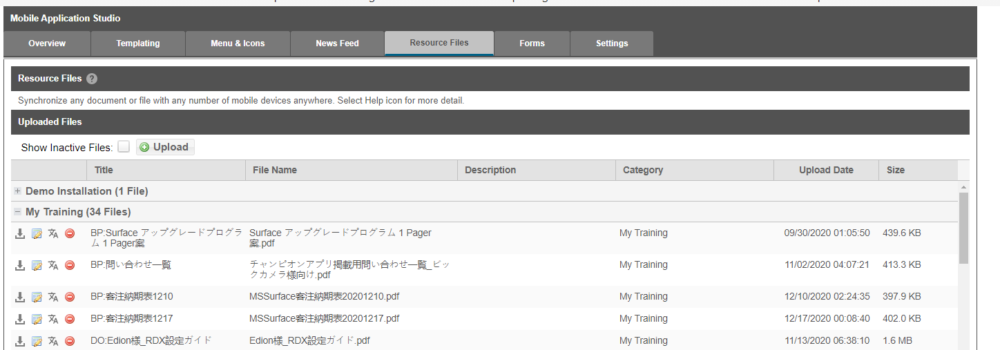 Mobile Application Studio
Overview Templating Menu & Icons News Feed Resource Files Forms Settings
Resource Files ?
Synchronize any document or file with any number of mobile devices anywhere. Select Help icon for more detail.
Uploaded Files
Show Inactive Files: Upload
Title File Name Description Category Upload Date Size
Demo Installation (1 File)
My Training (34 Files)
BP:Surface アップグレードプログラ Surface アップグレードプログラム 1 Pager My Training 09/30/2020 01:05:50 439.6 KB
ム 1 Pager案 案.pdf
BP:問い合わせ一覧 チャンピオンアプリ掲載用問い合わせ一覧_ビッ My Training 11/02/2020 04:07:21 413.3 KB
クカメラ様向け.pdf
BP:客注納期表1210 MSSurface客注納期表20201210.pdf My Training 12/10/2020 02:24:35 397.9 KB
BP:客注納期表1217 MSSurface客注納期表20201217.pdf My Training 12/17/2020 00:08:40 402.0 KB
DO:Edion様_RDX設定ガイド Edion様_RDX設定ガイド.pdf My Training 11/13/2020 06:38:10 1.6 MB